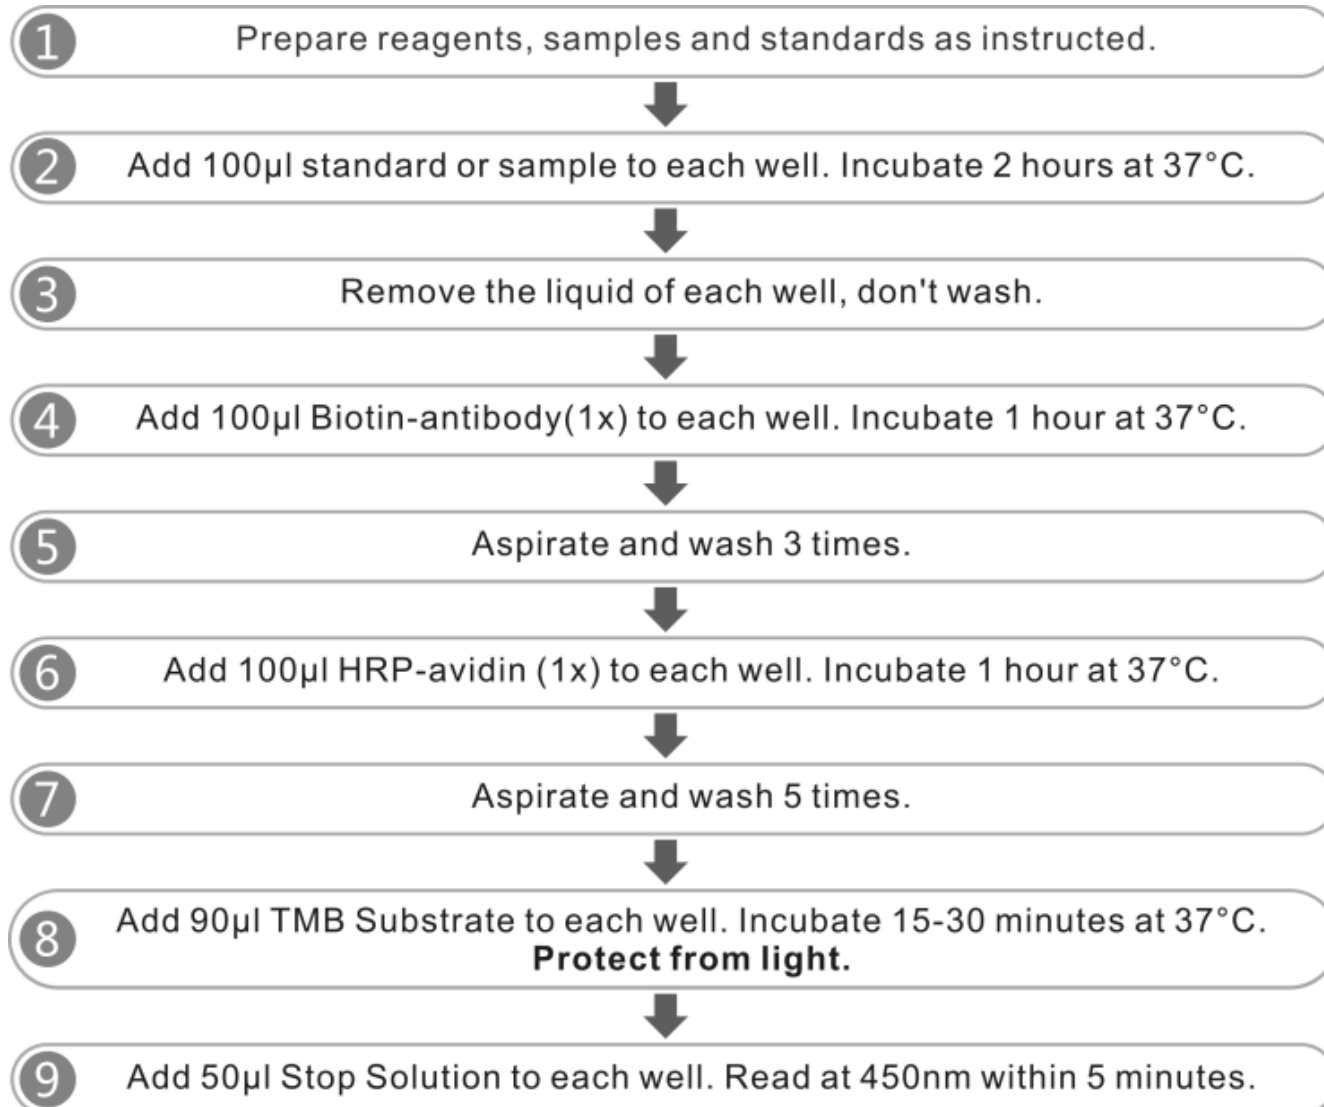 1 Prepare reagents, samples and standards as instructed.
2 Add 100µl standard or sample to each well. Incubate 2 hours at 37°C.
3 Remove the liquid of each well, don't wash.
4 Add 100µl Biotin-antibody(1x) to each well. Incubate 1 hour at 37°C.
5 Aspirate and wash 3 times.
6 Add 100µl HRP-avidin (1x) to each well. Incubate 1 hour at 37°C.
7 Aspirate and wash 5 times.
8 Add 90µl TMB Substrate to each well. Incubate 15-30 minutes at 37°C.
Protect from light.
9 Add 50µl Stop Solution to each well. Read at 450nm within 5 minutes.